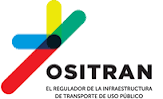 OSITRAN
EL REGULADOR DE LA INFRAESTRUCTURA
DE TRANSPORTE DE USO PÚBLICO